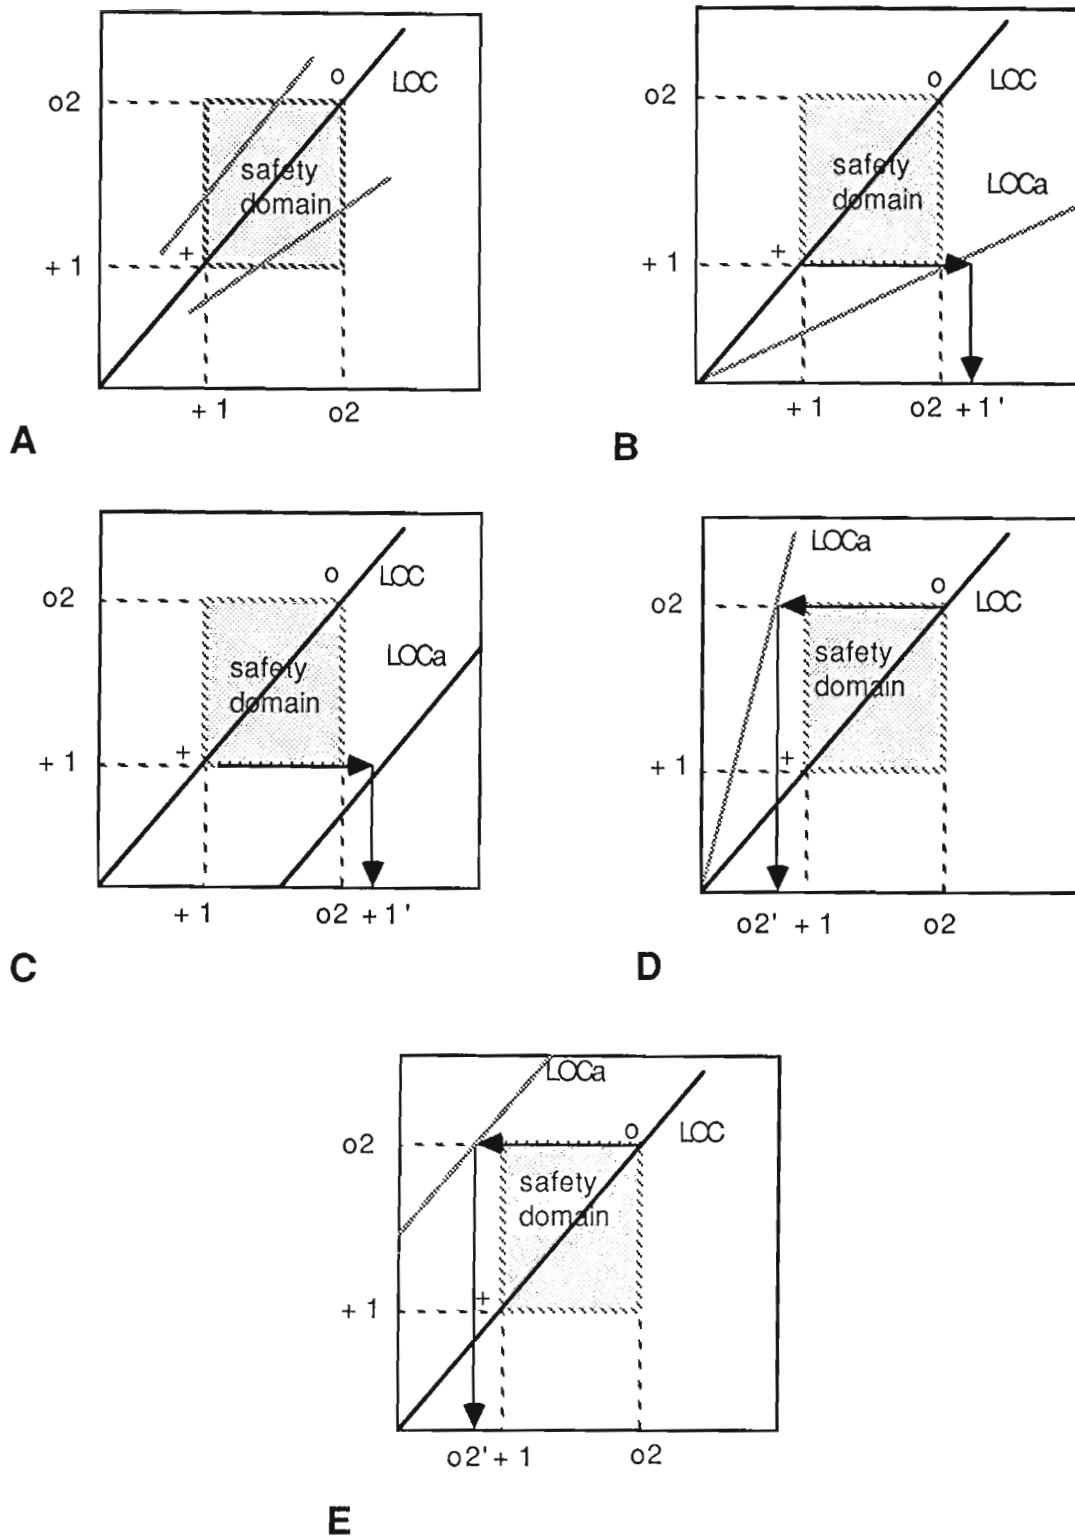 o
LOC
o2
safety
domain
+
+ 1
+ 1
o2
A
o
LOC
o2
safety
domain
LOCa
+
+ 1
+ 1
o2 + 1'
B
o
LOC
o2
LOCa
safety
domain
+
+ 1
+ 1
o2 + 1'
C
LOCa
o
LOC
o2
safety
domain
+
+ 1
o2' + 1
o2
D
LOCa
o
LOC
o2
safety
domain
+
+ 1
o2' + 1
o2
E